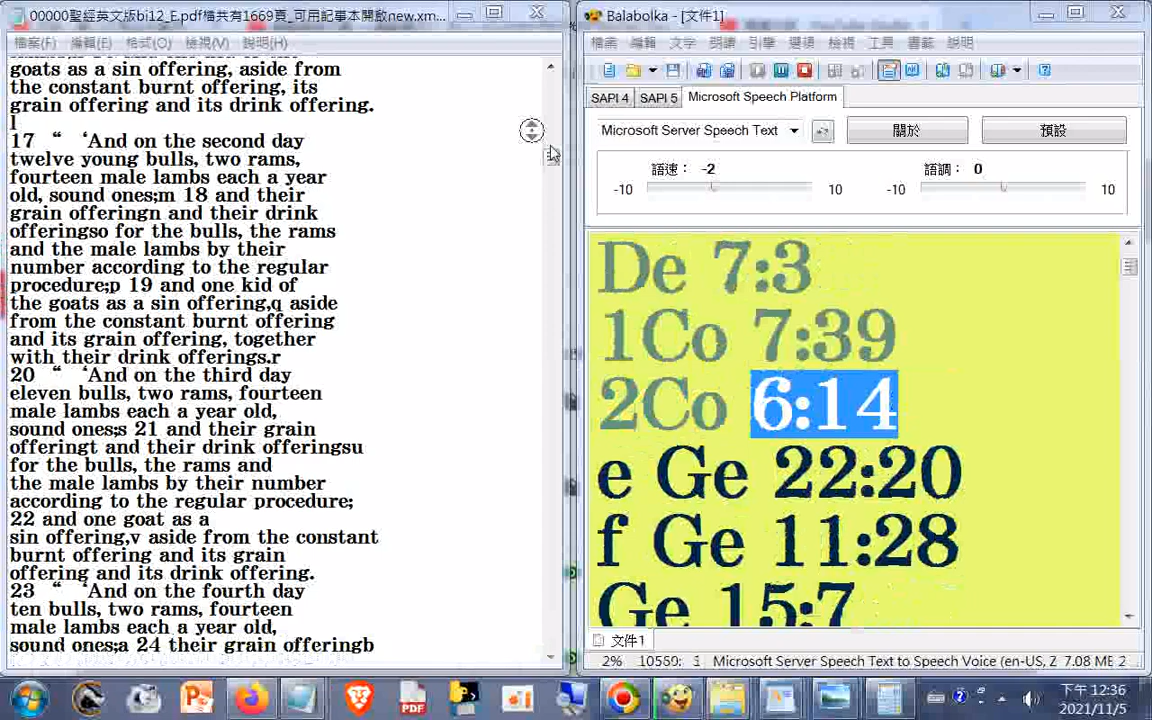 00000聖經英文版bi12_E.pdf檔共有1669頁_可用記事本開啟new.xm...
檔案(F) 編輯(E) 格式(O) 檢視(V) 說明(H)
goats as a sin offering, aside from
the constant burnt offering, its
grain offering and its drink offering.
l
17 “ ‘And on the second day
twelve young bulls, two rams,
fourteen male lambs each a year
old, sound ones;m 18 and their
grain offeringn and their drink
offeringso for the bulls, the rams
and the male lambs by their
number according to the regular
procedure;p 19 and one kid of
the goats as a sin offering,q aside
from the constant burnt offering
and its grain offering, together
with their drink offerings.r
20 “ ‘And on the third day
eleven bulls, two rams, fourteen
male lambs each a year old,
sound ones;s 21 and their grain
offeringt and their drink offeringsu
for the bulls, the rams and
the male lambs by their number
according to the regular procedure;
22 and one goat as a
sin offering,v aside from the constant
burnt offering and its grain
offering and its drink offering.
23 “ ‘And on the fourth day
ten bulls, two rams, fourteen
male lambs each a year old,
sound ones;a 24 their grain offeringb
Balabolka - [文件1]
檔案 編輯 文字 朗讀 引擎 選項 檢視 工具 書籤 說明
SAPI 4 SAPI 5 Microsoft Speech Platform
Microsoft Server Speech Text 關於 預設
語速： -2 語調： 0
-10 10 -10 10
De 7:3
1Co 7:39
2Co 6:14
e Ge 22:20
f Ge 11:28
Ge 15:7
文件1
2% 10559: 1 Microsoft Server Speech Text to Speech Voice (en-US, Z 7.08 MB 2
PDF
下午 12:36
2021/11/5